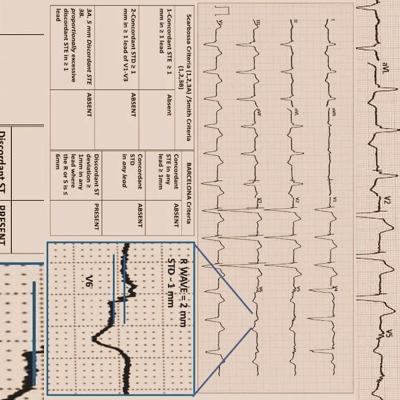 Scarbossa Criteria (1,2,3A) /Smith Criteria
(1,2,3B)
BARCELONA Criteria
1-Concordant STE ≥ 1
mm in ≥ 1 lead
Absent
Concordant
STE in any
lead ≥ 1mm
ABSENT
2-Concordant STD ≥ 1
mm in ≥ 1 lead of V1-V3
ABSENT
Concordant
STD
in any lead
ABSENT
3A. 5 mm Discordant STE
3B.
proportionally excessive
discordant STE in ≥ 1
lead
ABSENT
Discordant ST
deviation ≥
1mm in any
lead where
the R or S is ≤
6mm
PRESENT
R WAVE = 2 mm
STD - 1 mm
V6
aVL
V2
V5
Discordant ST
PRESENT